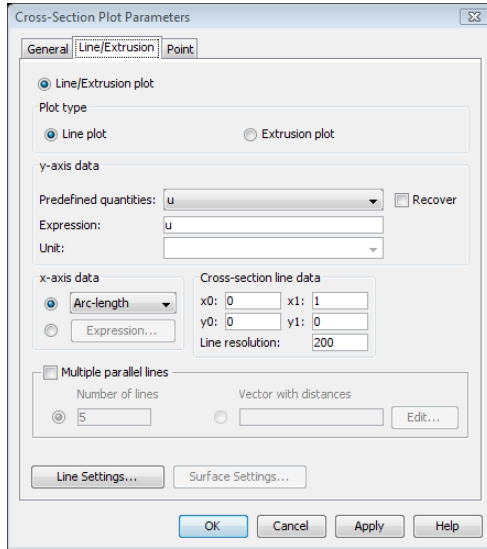 Cross-Section Plot Parameters
General Line/Extrusion Point
Line/Extrusion plot
Plot type
Line plot Extrusion plot
y-axis data
Predefined quantities: u Recover
Expression: u
Unit:
x-axis data Cross-section line data
Arc-length x0: 0 x1: 1
Expression... y0: 0 y1: 0
Line resolution: 200
Multiple parallel lines
Number of lines Vector with distances
5 Edit...
Line Settings... Surface Settings...
OK Cancel Apply Help